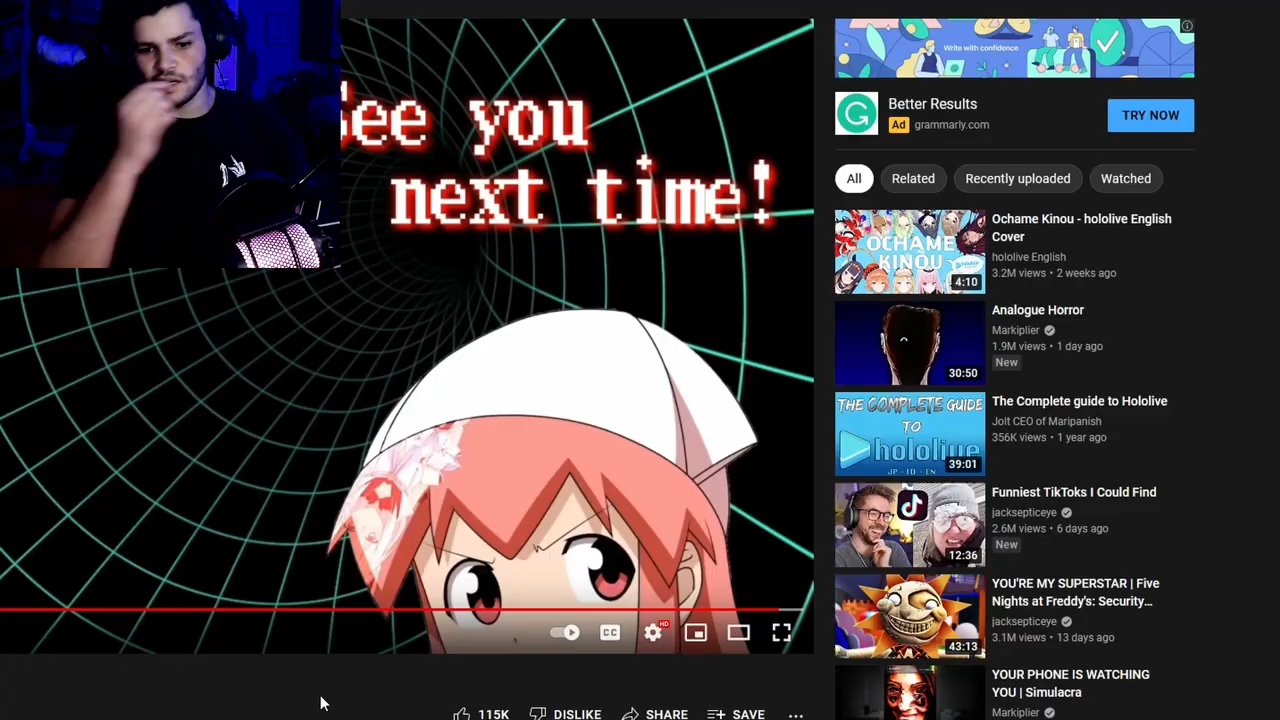 See you
next time!
115K
DISLIKE
SHARE
SAVE
Write with confidence
Better Results
Ad grammarly.com
TRY NOW
All
Related
Recently uploaded
Watched
OCHAME
KINOU
4:10
Ochame Kinou - hololive English
Cover
hololive English
3.2M views • 2 weeks ago
30:50
Analogue Horror
Markiplier
1.9M views • 1 day ago
New
THE COMPLETE GUIDE
TO
hololive
JP - ID - EN
39:01
The Complete guide to Hololive
Jolt CEO of Maripanish
356K views • 1 year ago
12:36
Funniest TikToks I Could Find
jacksepticeye
2.6M views • 6 days ago
New
43:13
YOU'RE MY SUPERSTAR | Five
Nights at Freddy's: Security...
jacksepticeye
3.1M views • 13 days ago
YOUR PHONE IS WATCHING
YOU | Simulacra
Markiplier
CC
HD